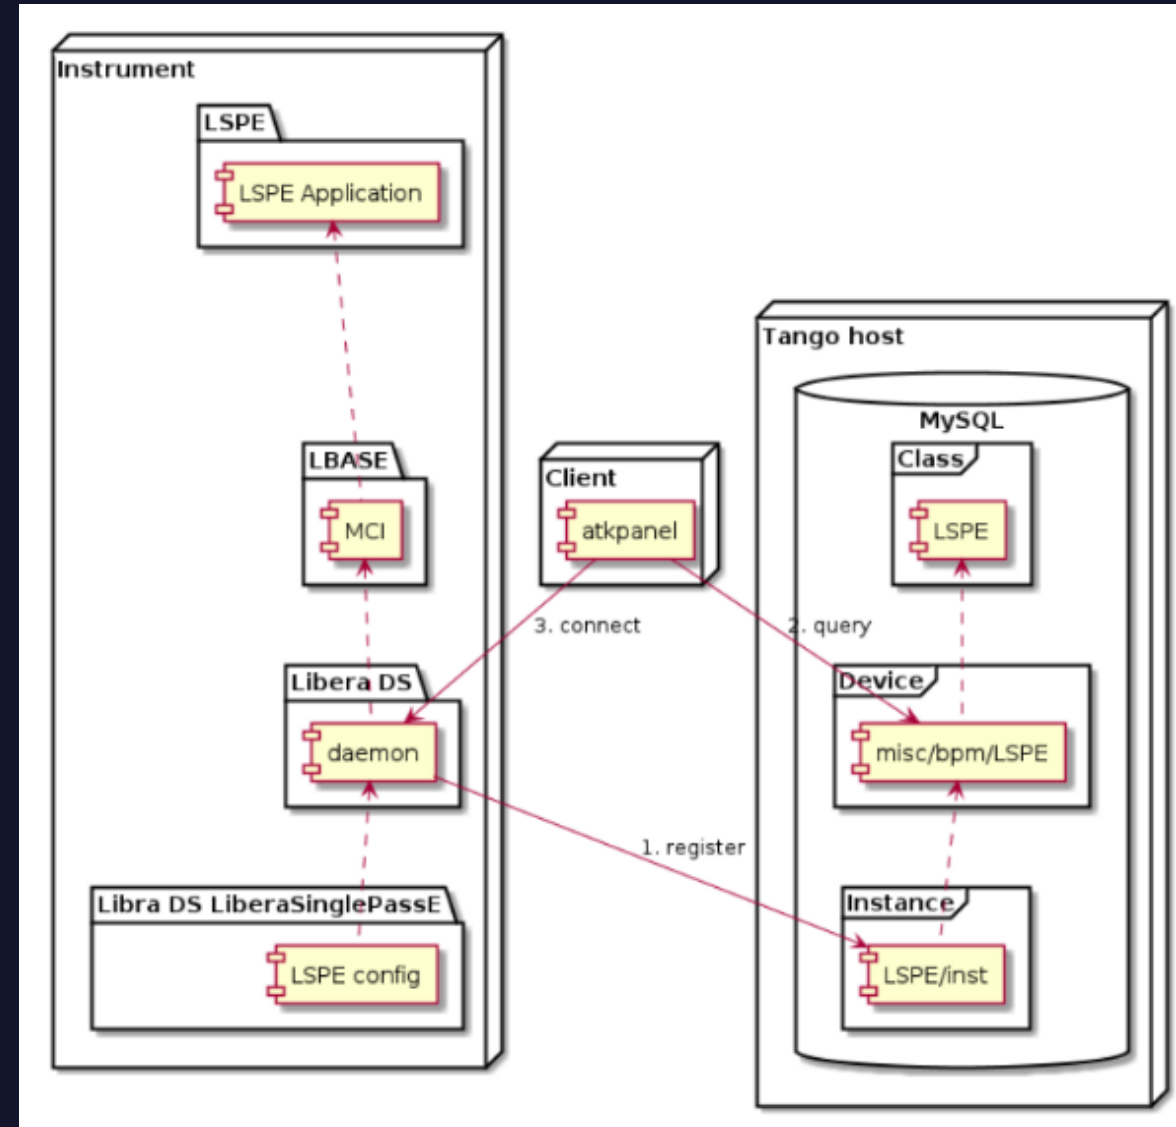 Instrument
LSPE
LSPE Application
Tango host
MySQL
LBASE
MCI
Client
atkpanel
Class
LSPE
3. connect
2. query
Libera DS
daemon
Device
misc/bpm/LSPE
1. register
Libra DS LiberaSinglePassE
LSPE config
Instance
LSPE/inst